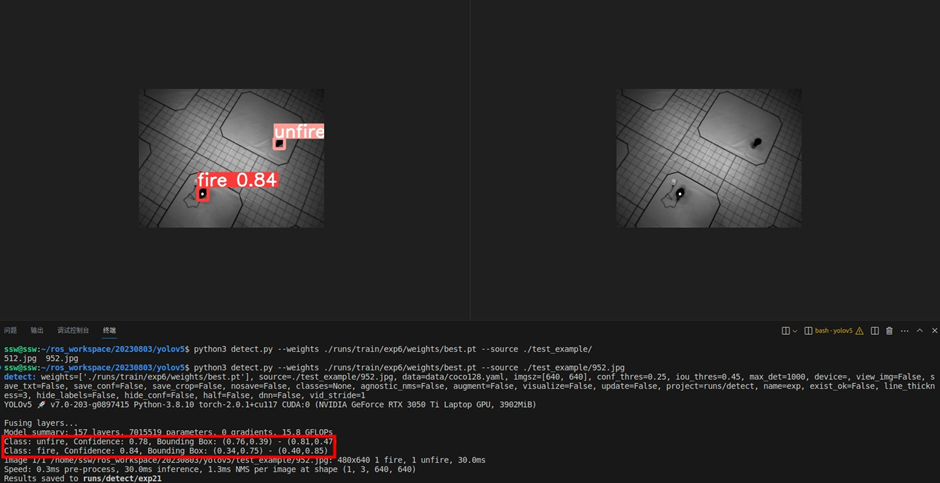 unfire
fire 0.84
问题 输出 调试控制台 终端
bash - yolov5
ssw@ssw:~/ros_workspace/20230803/yolov5$ python3 detect.py --weights ./runs/train/exp6/weights/best.pt --source ./test_example/
512.jpg 952.jpg
ssw@ssw:~/ros_workspace/20230803/yolov5$ python3 detect.py --weights ./runs/train/exp6/weights/best.pt --source ./test_example/952.jpg
detect: weights=['./runs/train/exp6/weights/best.pt'], source=./test_example/952.jpg, data=data/coco128.yaml, imgsz=[640, 640], conf_thres=0.25, iou_thres=0.45, max_det=1000, device=, view_img=False, s
ave_txt=False, save_conf=False, save_crop=False, nosave=False, classes=None, agnostic_nms=False, augment=False, visualize=False, update=False, project=runs/detect, name=exp, exist_ok=False, line_thickn
ess=3, hide_labels=False, hide_conf=False, half=False, dnn=False, vid_stride=1
YOLOv5 🚀 v7.0-203-g0897415 Python-3.8.10 torch-2.0.1+cu117 CUDA:0 (NVIDIA GeForce RTX 3050 Ti Laptop GPU, 3902MiB)
Fusing layers...
Model summary: 157 layers, 7015519 parameters, 0 gradients, 15.8 GFLOPs
Class: unfire, Confidence: 0.78, Bounding Box: (0.76,0.39) - (0.81,0.47
Class: fire, Confidence: 0.84, Bounding Box: (0.34,0.75) - (0.40,0.85)
image 1/1 /home/ssw/ros_workspace/20230803/yolov5/test_example/952.jpg: 480x640 1 fire, 1 unfire, 30.0ms
Speed: 0.3ms pre-process, 30.0ms inference, 1.3ms NMS per image at shape (1, 3, 640, 640)
Results saved to runs/detect/exp21